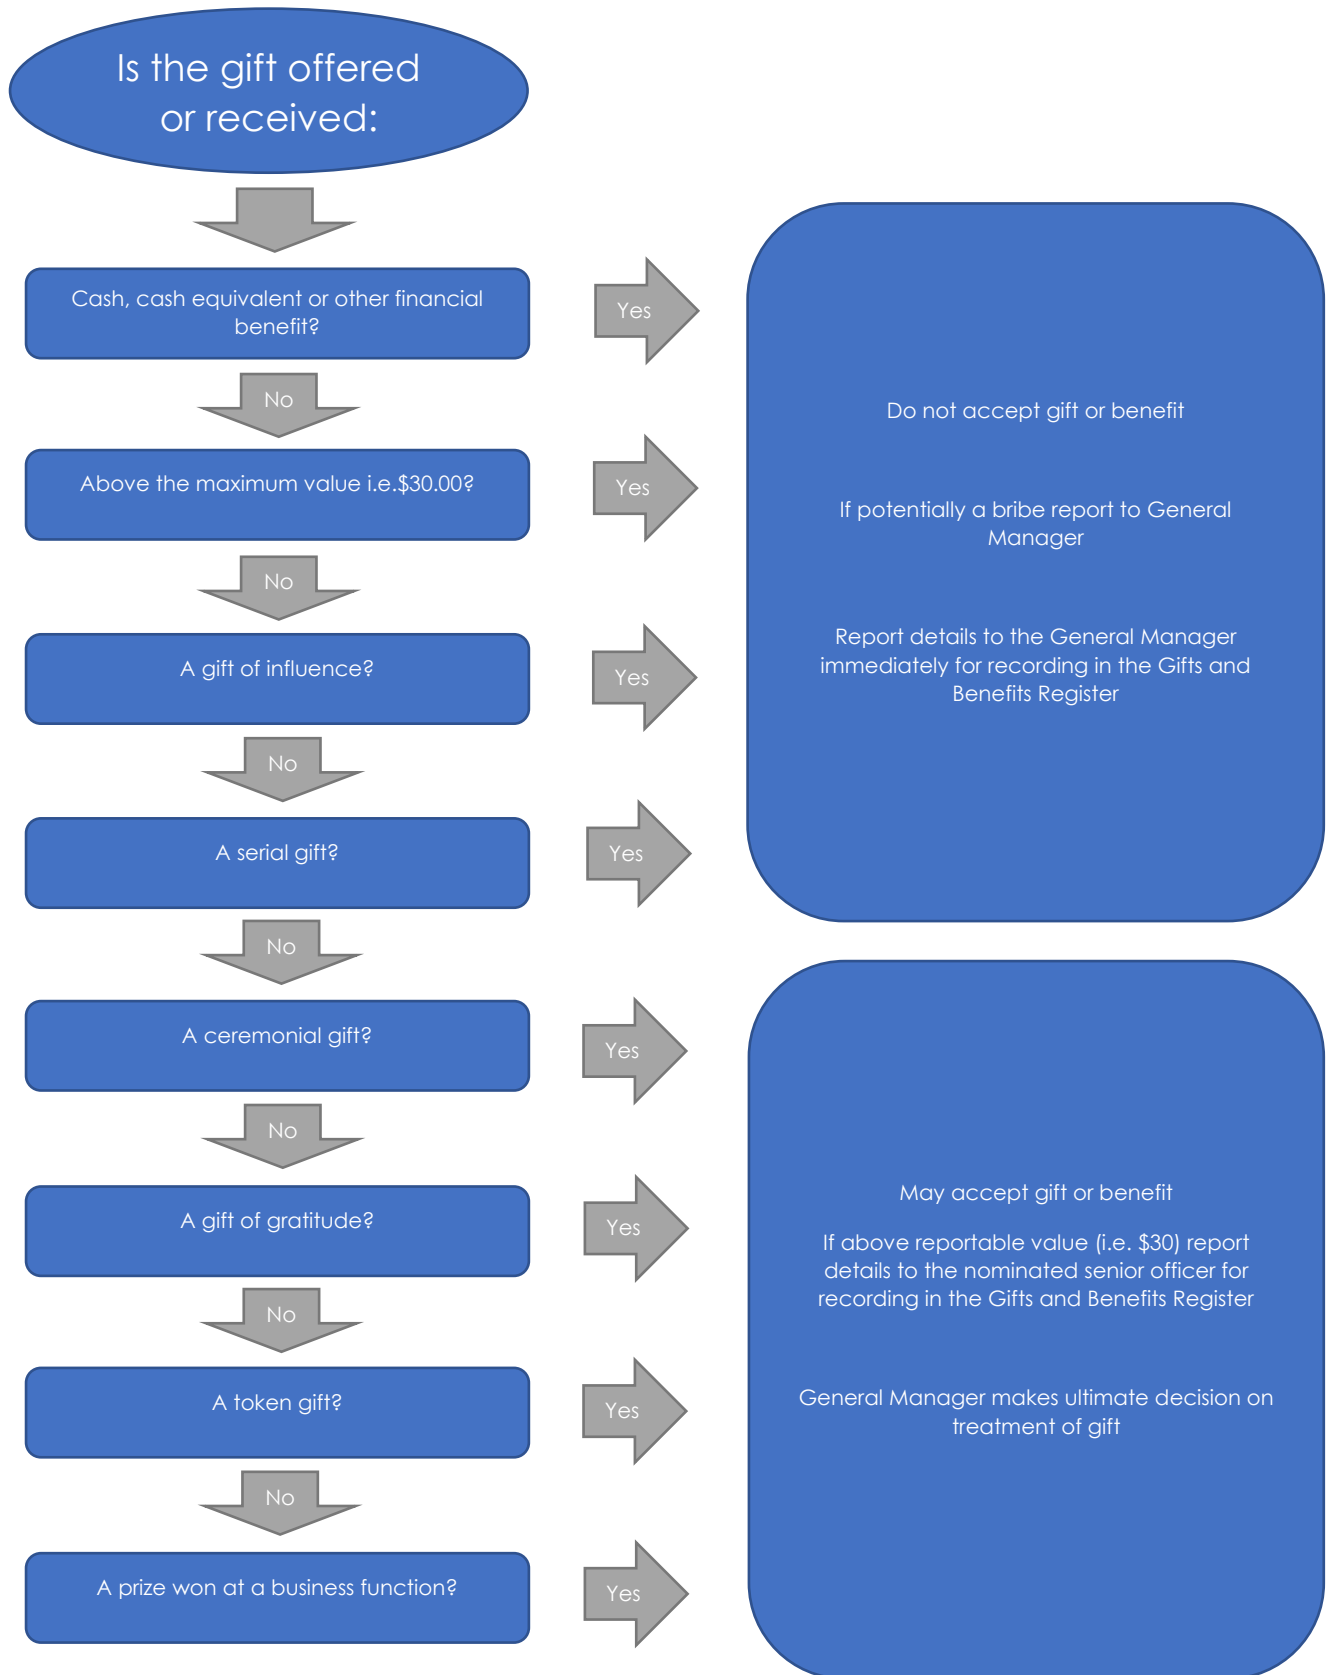 Is the gift offered
or received:
Cash, cash equivalent or other financial
benefit?
Yes
No
Above the maximum value i.e.$30.00?
Yes
No
A gift of influence?
Yes
No
A serial gift?
Yes
Do not accept gift or benefit
If potentially a bribe report to General
Manager
Report details to the General Manager
immediately for recording in the Gifts and
Benefits Register
No
A ceremonial gift?
Yes
No
A gift of gratitude?
Yes
No
A token gift?
Yes
No
A prize won at a business function?
Yes
May accept gift or benefit
If above reportable value (i.e. $30) report
details to the nominated senior officer for
recording in the Gifts and Benefits Register
General Manager makes ultimate decision on
treatment of gift